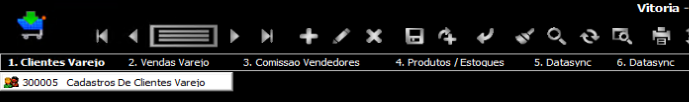 Vitoria -
1. Clientes Varejo 2. Vendas Varejo 3. Comissao Vendedores 4. Produtos / Estoques 5. Datasync 6. Datasync
300005 Cadastros De Clientes Varejo